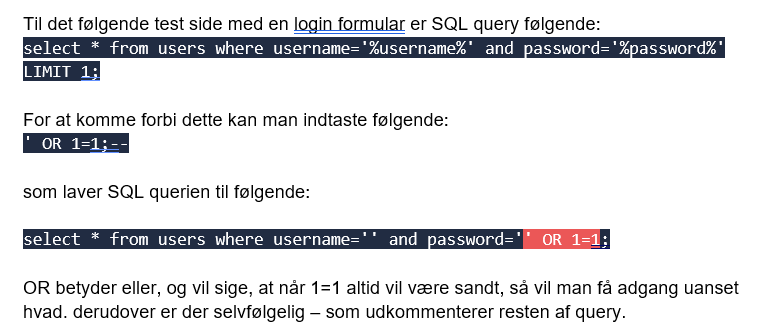 Til det følgende test side med en login formular er SQL query følgende:
select * from users where username='%username%' and password='%password%'
LIMIT 1;
For at komme forbi dette kan man indtaste følgende:
' OR 1=1;--
som laver SQL querien til følgende:
select * from users where username='' and password='' OR 1=1;
OR betyder eller, og vil sige, at når 1=1 altid vil være sandt, så vil man få adgang uanset
hvad. derudover er der selvfølgelig – som udkommenterer resten af query.